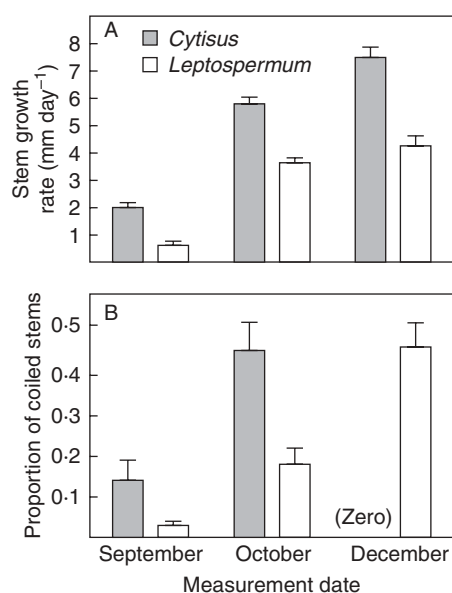 A
Cytisus
Leptospermum
Stem growth
rate (mm day⁻¹)
8
7
6
5
4
3
2
1
B
Proportion of coiled stems
0·5
0·4
0·3
0·2
0·1
(Zero)
September October December
Measurement date